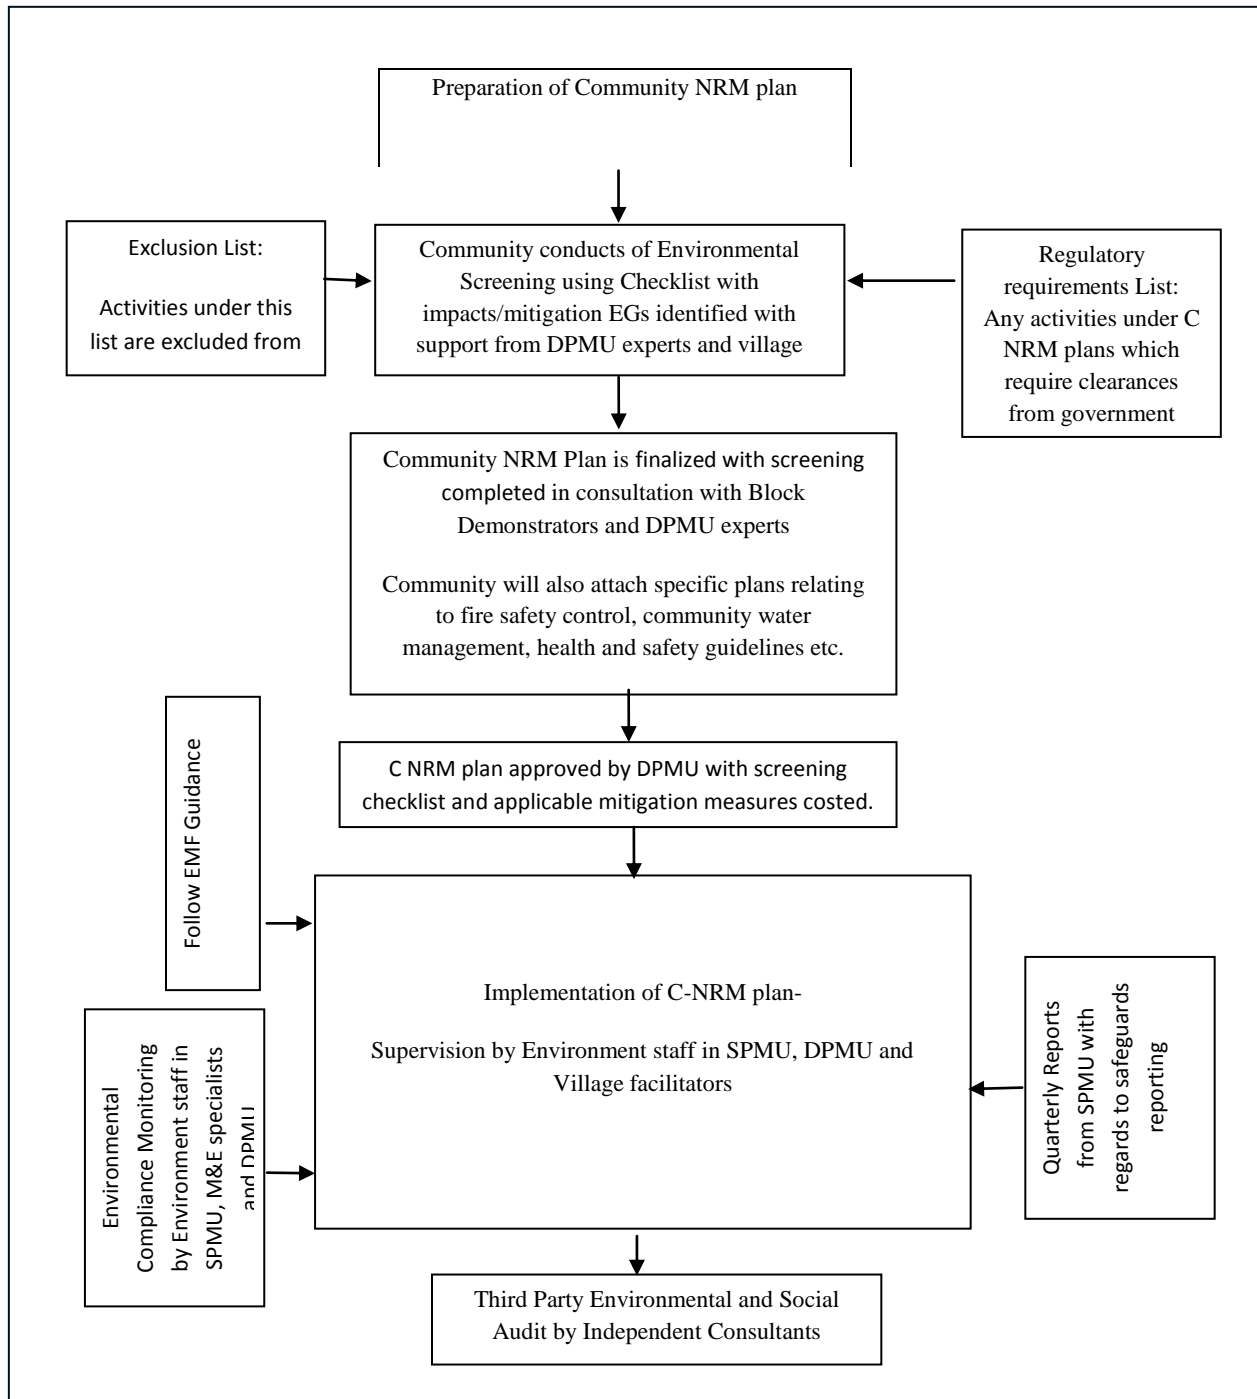 Preparation of Community NRM plan
Exclusion List:
Activities under this
list are excluded from
Community conducts of Environmental
Screening using Checklist with
impacts/mitigation EGs identified with
support from DPMU experts and village
Regulatory
requirements List:
Any activities under C
NRM plans which
require clearances
from government
Community NRM Plan is finalized with screening
completed in consultation with Block
Demonstrators and DPMU experts
Community will also attach specific plans relating
to fire safety control, community water
management, health and safety guidelines etc.
C NRM plan approved by DPMU with screening
checklist and applicable mitigation measures costed.
Follow EMF Guidance
Implementation of C-NRM plan-
Supervision by Environment staff in SPMU, DPMU and
Village facilitators
Environmental
Compliance Monitoring
by Environment staff in
SPMU, M&E specialists
and DPMU
Quarterly Reports
from SPMU with
regards to safeguards
reporting
Third Party Environmental and Social
Audit by Independent Consultants